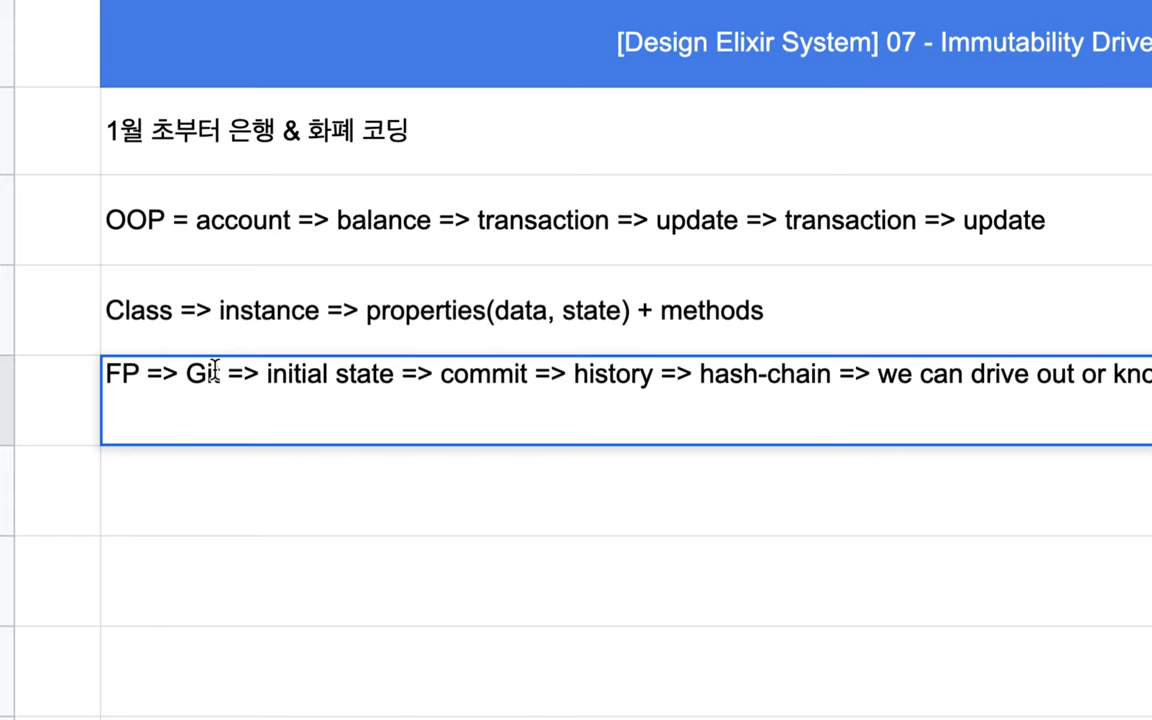 [Design Elixir System] 07 - Immutability Drive
1월 초부터 은행 & 화폐 코딩
OOP = account => balance => transaction => update => transaction => update
Class => instance => properties(data, state) + methods
FP => Git => initial state => commit => history => hash-chain => we can drive out or kno